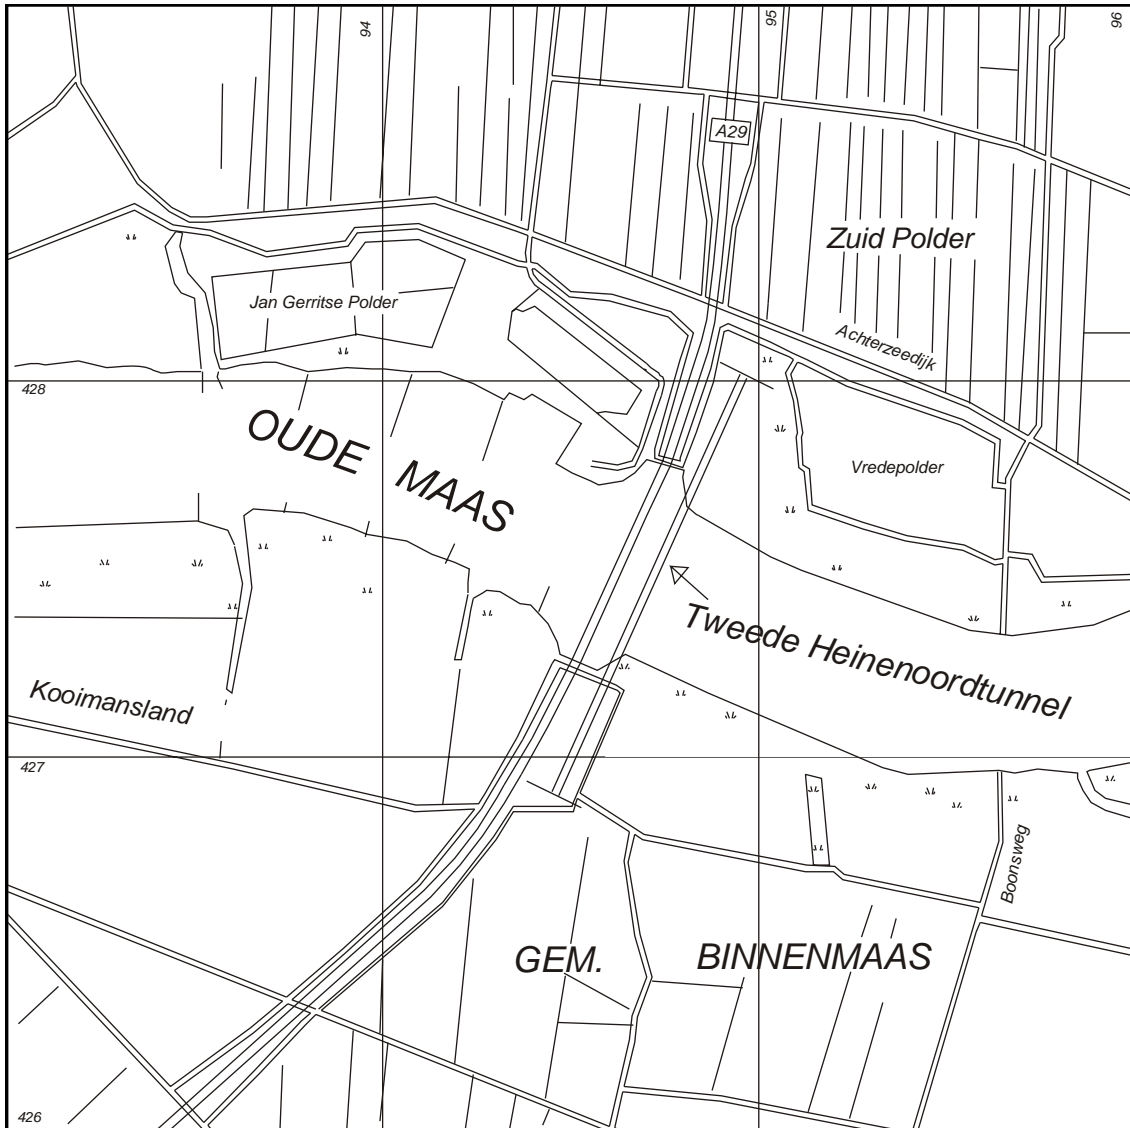 94
95
96
A29
Zuid Polder
Jan Gerritse Polder
Achterzeedijk
428
OUDE MAAS
Vredepolder
Tweede Heinenoordtunnel
Kooimansland
427
Boonsweg
GEM. BINNENMAAS
426